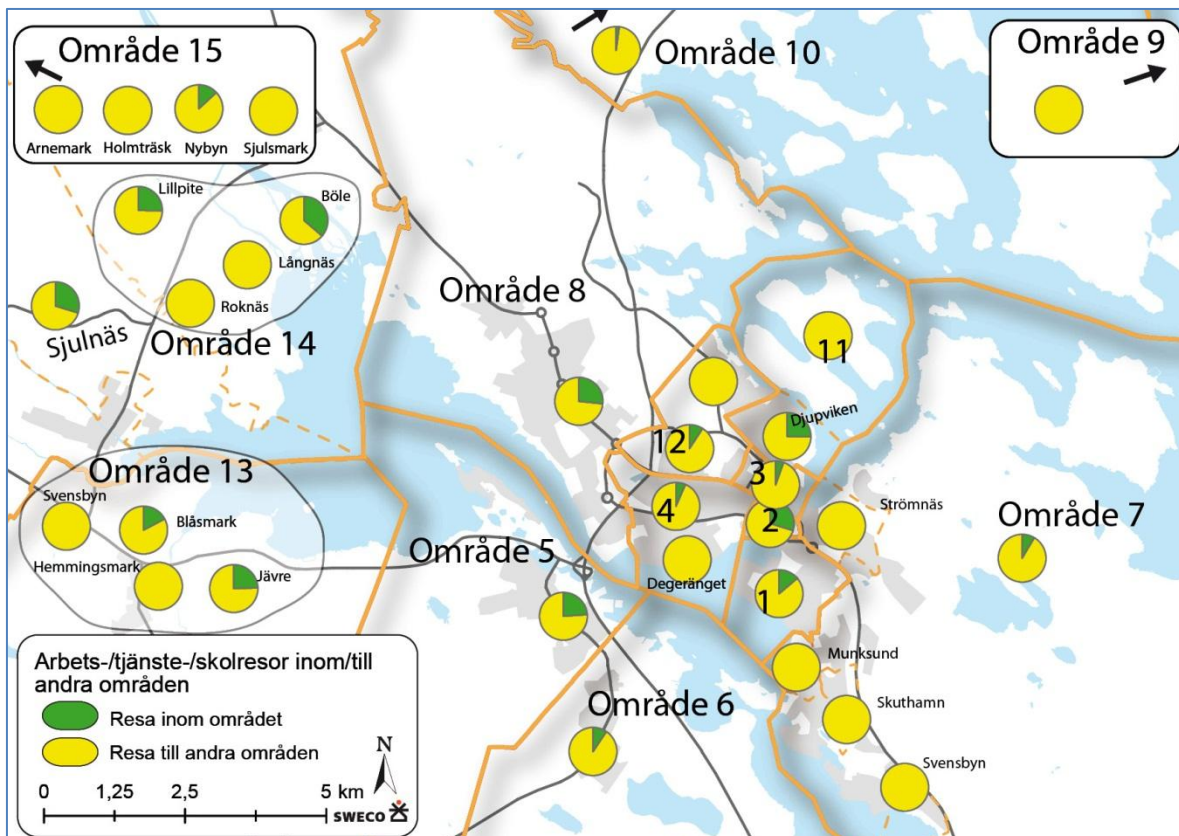 Område 15
Arnemark
Holmträsk
Nybyn
Sjulsmark
Område 10
Område 9
Lillpite
Böle
Långnäs
Roknäs
Sjulnäs
Område 14
Område 8
11
Djupviken
12
3
4
2
Strömnäs
Område 7
Område 13
Svensbyn
Blåsmark
Hemmingsmark
Jävre
Område 5
Degeränget
1
Munksund
Skuthamn
Område 6
Svensbyn
Arbets-/tjänste-/skolresor inom/till
andra områden
Resa inom området
Resa till andra områden
N
0 1,25 2,5 5 km
SWECO